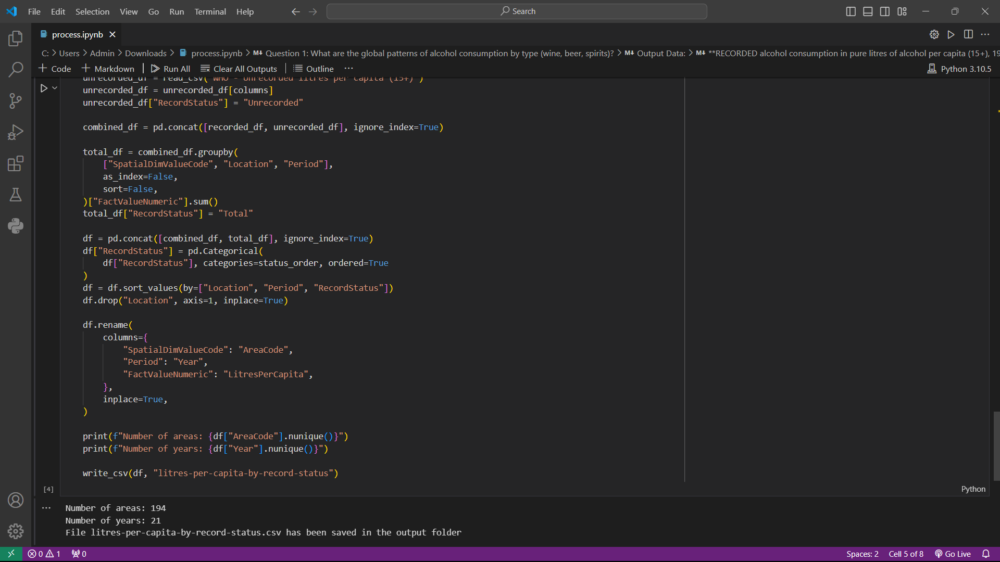 File Edit Selection View Go Run Terminal Help Search
process.ipynb
C: Users Admin Downloads process.ipynb Question 1: What are the global patterns of alcohol consumption by type (wine, beer, spirits)? Output Data: **RECORDED alcohol consumption in pure litres of alcohol per capita (15+), 19
Code Markdown Run All Clear All Outputs Outline ··· Python 3.10.5
unrecorded_df = read_csv("WHO - Unrecorded litres per capita (15+)")
unrecorded_df = unrecorded_df[columns]
unrecorded_df["RecordStatus"] = "Unrecorded"
combined_df = pd.concat([recorded_df, unrecorded_df], ignore_index=True)
total_df = combined_df.groupby(
["SpatialDimValueCode", "Location", "Period"],
as_index=False,
sort=False,
)["FactValueNumeric"].sum()
total_df["RecordStatus"] = "Total"
df = pd.concat([combined_df, total_df], ignore_index=True)
df["RecordStatus"] = pd.Categorical(
df["RecordStatus"], categories=status_order, ordered=True
)
df = df.sort_values(by=["Location", "Period", "RecordStatus"])
df.drop("Location", axis=1, inplace=True)
df.rename(
columns={
"SpatialDimValueCode": "AreaCode",
"Period": "Year",
"FactValueNumeric": "LitresPerCapita",
},
inplace=True,
)
print(f"Number of areas: {df["AreaCode"].nunique()}")
print(f"Number of years: {df["Year"].nunique()}")
write_csv(df, "litres-per-capita-by-record-status")
[4] Python
Number of areas: 194
Number of years: 21
File litres-per-capita-by-record-status.csv has been saved in the output folder
0 1 0 Spaces: 2 Cell 5 of 8 Go Live